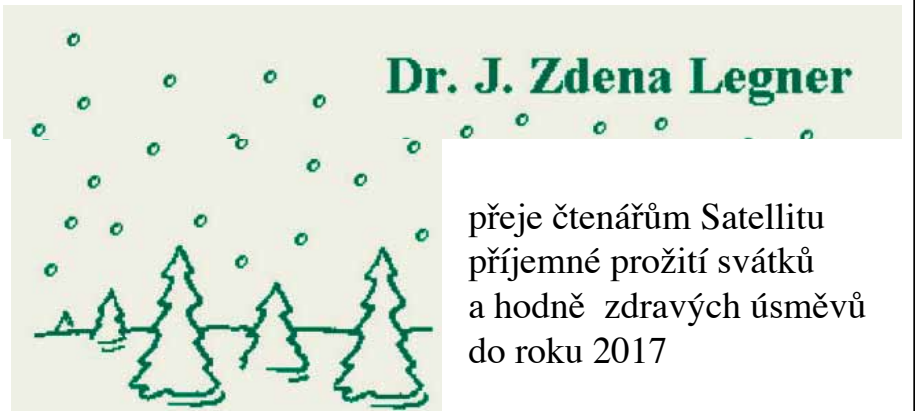 Dr. J. Zdena Legner
přeje čtenářům Satellitu
příjemné prožití svátků
a hodně  zdravých úsměvů
do roku 2017